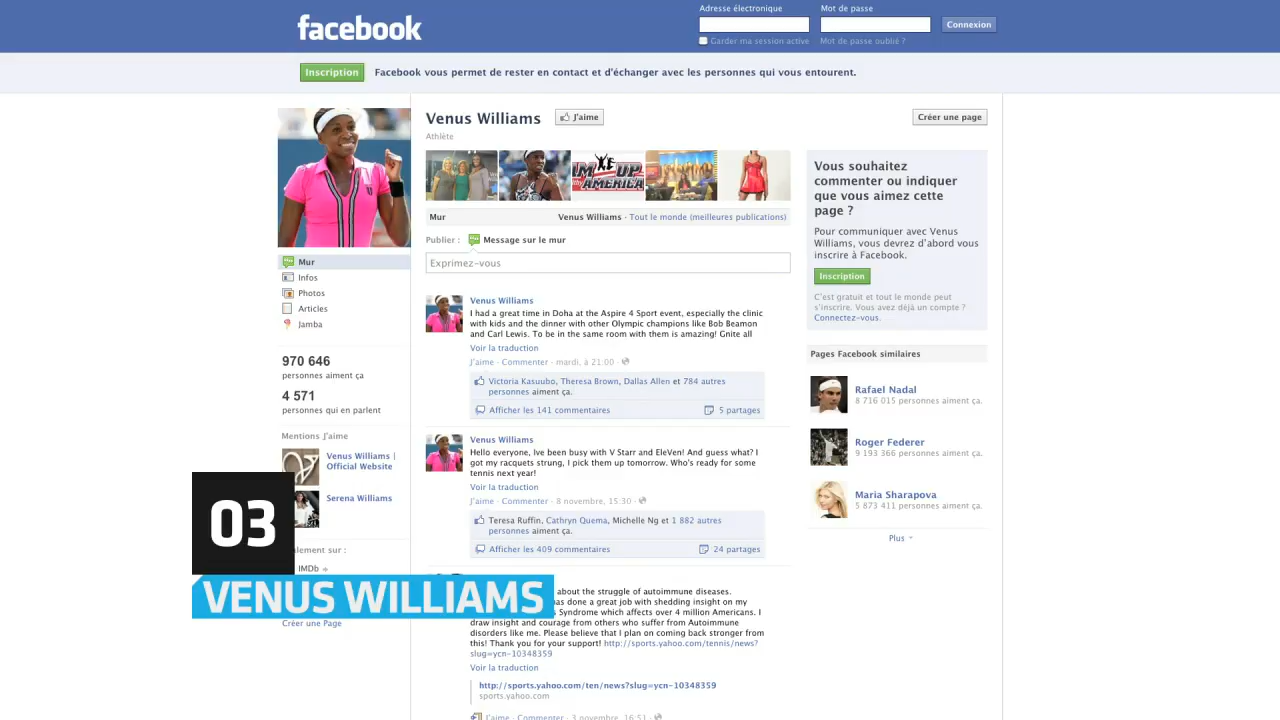 facebook
Adresse électronique
Mot de passe
Connexion
Garder ma session active
Mot de passe oublié ?
Inscription
Facebook vous permet de rester en contact et d'échanger avec les personnes qui vous entourent.
Venus Williams
J'aime
Créer une page
Athlète
UP
AMERICA
Mur
Venus Williams · Tout le monde (meilleures publications)
Publier :
Message sur le mur
Exprimez-vous
Mur
Infos
Photos
Articles
Jamba
970 646
personnes aiment ça
4 571
personnes qui en parlent
Mentions J'aime
Venus Williams |
Official Website
Serena Williams
lement sur :
IMDb
Créer une Page
03
VENUS WILLIAMS
Venus Williams
I had a great time in Doha at the Aspire 4 Sport event, especially the clinic
with kids and the dinner with other Olympic champions like Bob Beamon
and Carl Lewis. To be in the same room with them is amazing! Gnite all
Voir la traduction
J'aime · Commenter · mardi, à 21:00 ·
Victoria Kasuubo, Theresa Brown, Dallas Allen et 784 autres
personnes aiment ça.
Afficher les 141 commentaires
5 partages
Venus Williams
Hello everyone, Ive been busy with V Starr and EleVen! And guess what? I
got my racquets strung, I pick them up tomorrow. Who's ready for some
tennis next year!
Voir la traduction
J'aime · Commenter · 8 novembre, 15:30 ·
Teresa Ruffin, Cathryn Quema, Michelle Ng et 1 882 autres
personnes aiment ça.
Afficher les 409 commentaires
24 partages
about the struggle of autoimmune diseases.
as done a great job with shedding insight on my
Syndrome which affects over 4 million Americans. I
draw insight and courage from others who suffer from Autoimmune
disorders like me. Please believe that I plan on coming back stronger from
this! Thank you for your support! http://sports.yahoo.com/tennis/news?
slug=ycn-10348359
Voir la traduction
http://sports.yahoo.com/ten/news?slug=ycn-10348359
sports.yahoo.com
J'aime · Commenter · 3 novembre, 16:51 ·
Vous souhaitez
commenter ou indiquer
que vous aimez cette
page ?
Pour communiquer avec Venus
Williams, vous devrez d'abord vous
inscrire à Facebook.
Inscription
C'est gratuit et tout le monde peut
s'inscrire. Vous avez déjà un compte ?
Connectez-vous.
Pages Facebook similaires
Rafael Nadal
8 716 015 personnes aiment ça.
Roger Federer
9 193 366 personnes aiment ça.
Maria Sharapova
5 873 411 personnes aiment ça.
Plus